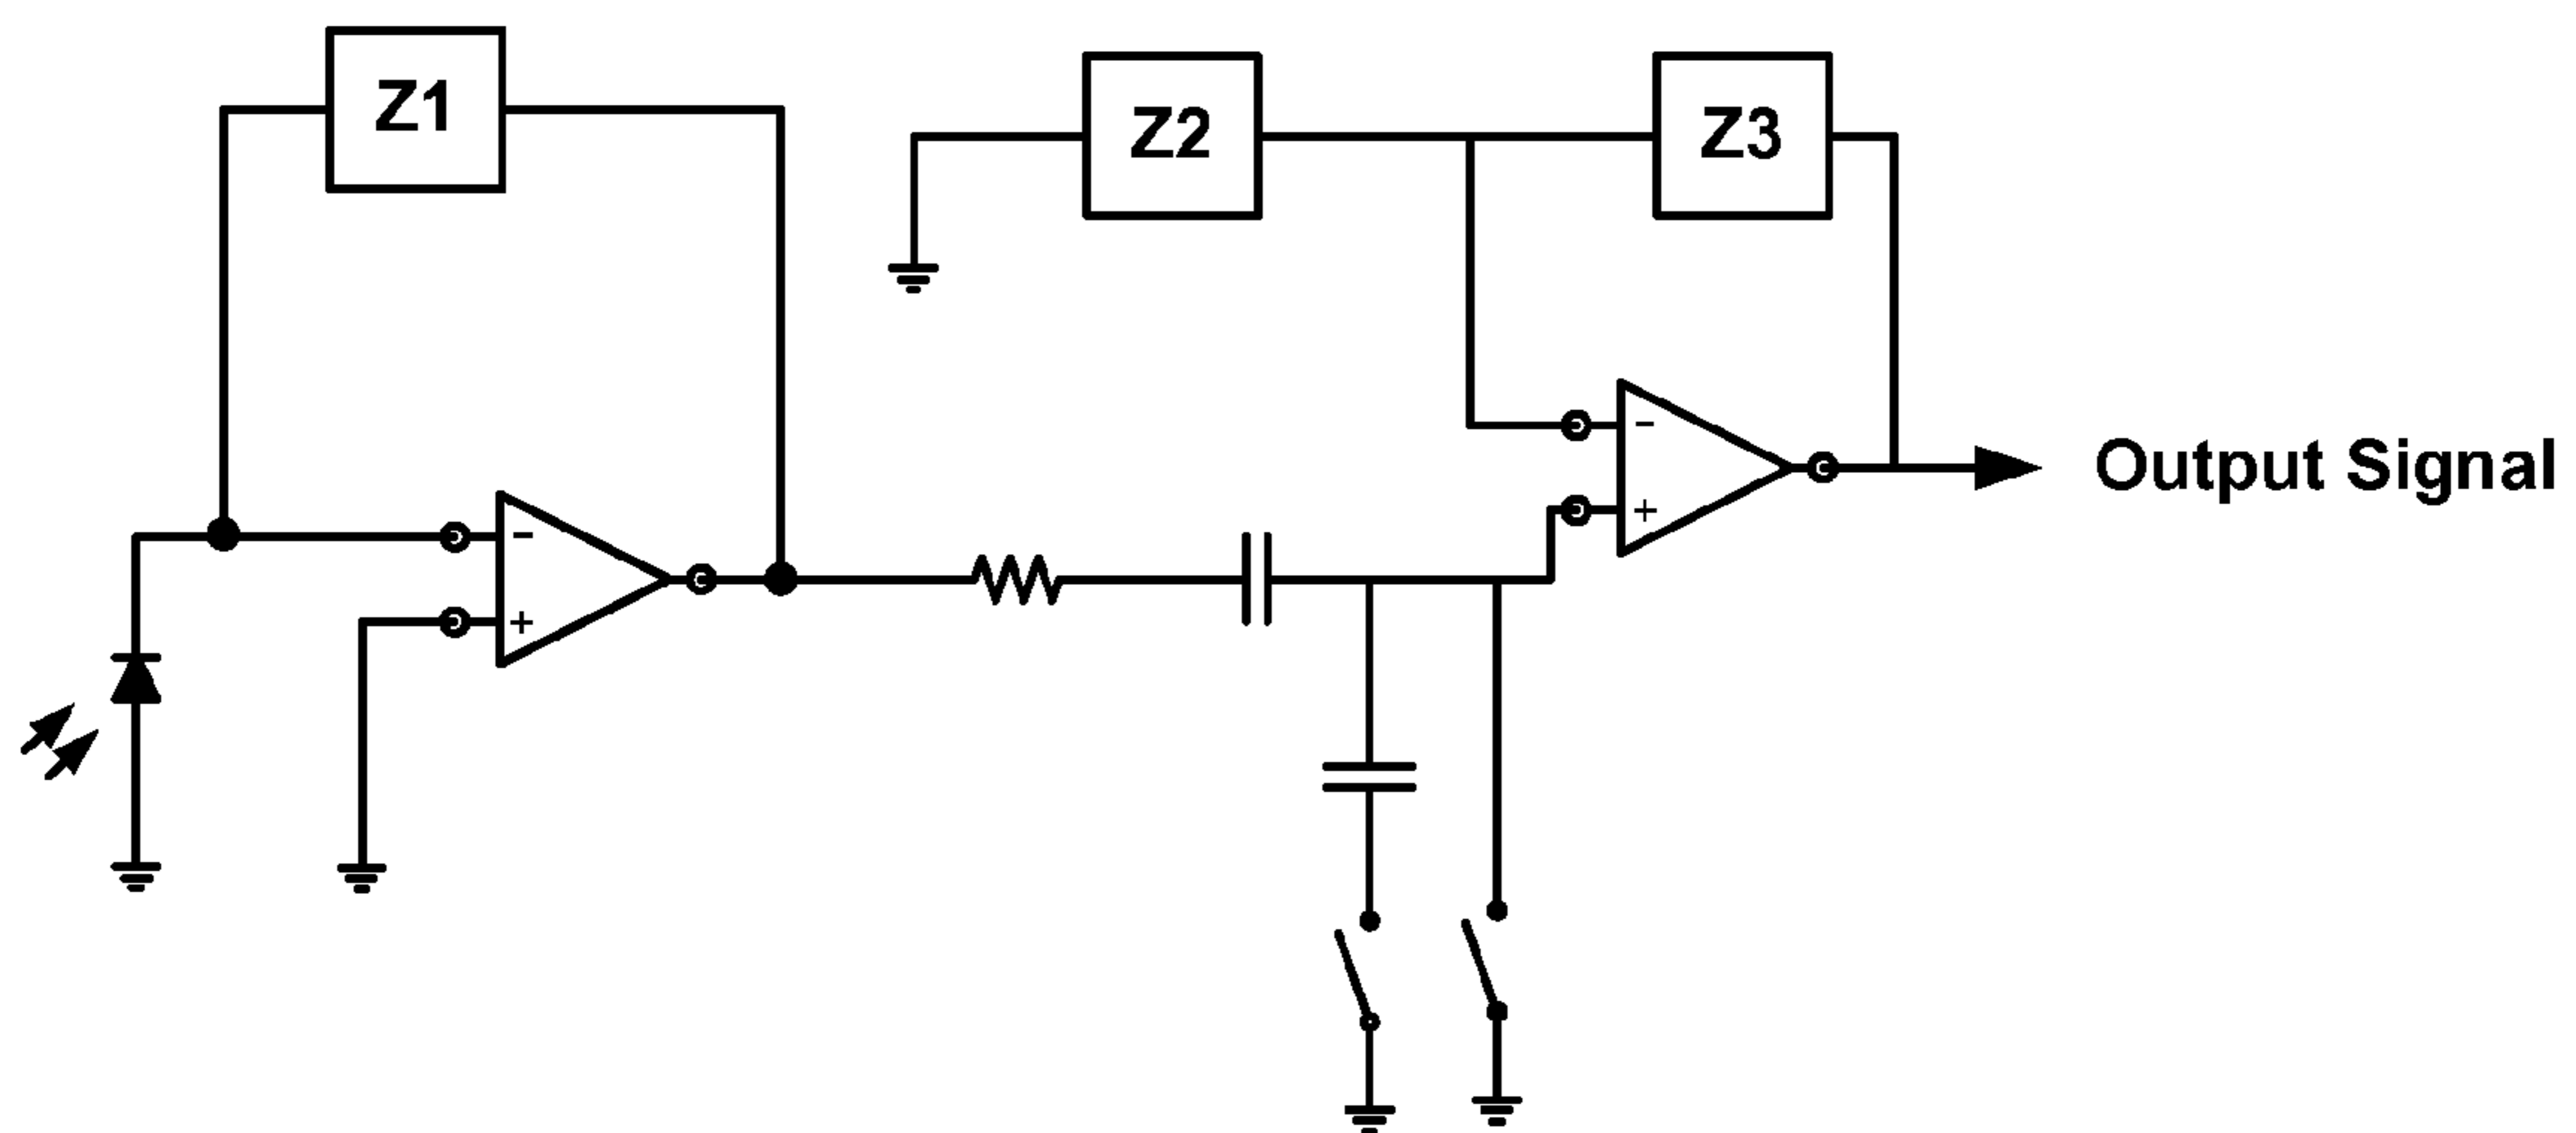 Z1
Z2
Z3
-
+
Output Signal
-
+